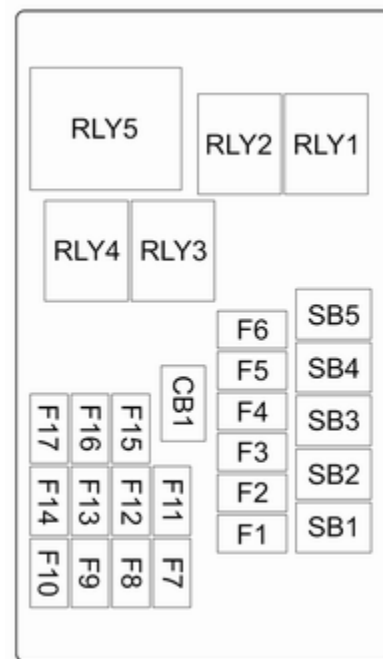 RLY5
RLY2 RLY1
RLY4 RLY3
SB5
F6
SB4
F5
CB1
F4
SB3
F17 F16 F15
F3
SB2
F2
F14 F13 F12 F11
SB1
F1
F10 F9 F8 F7